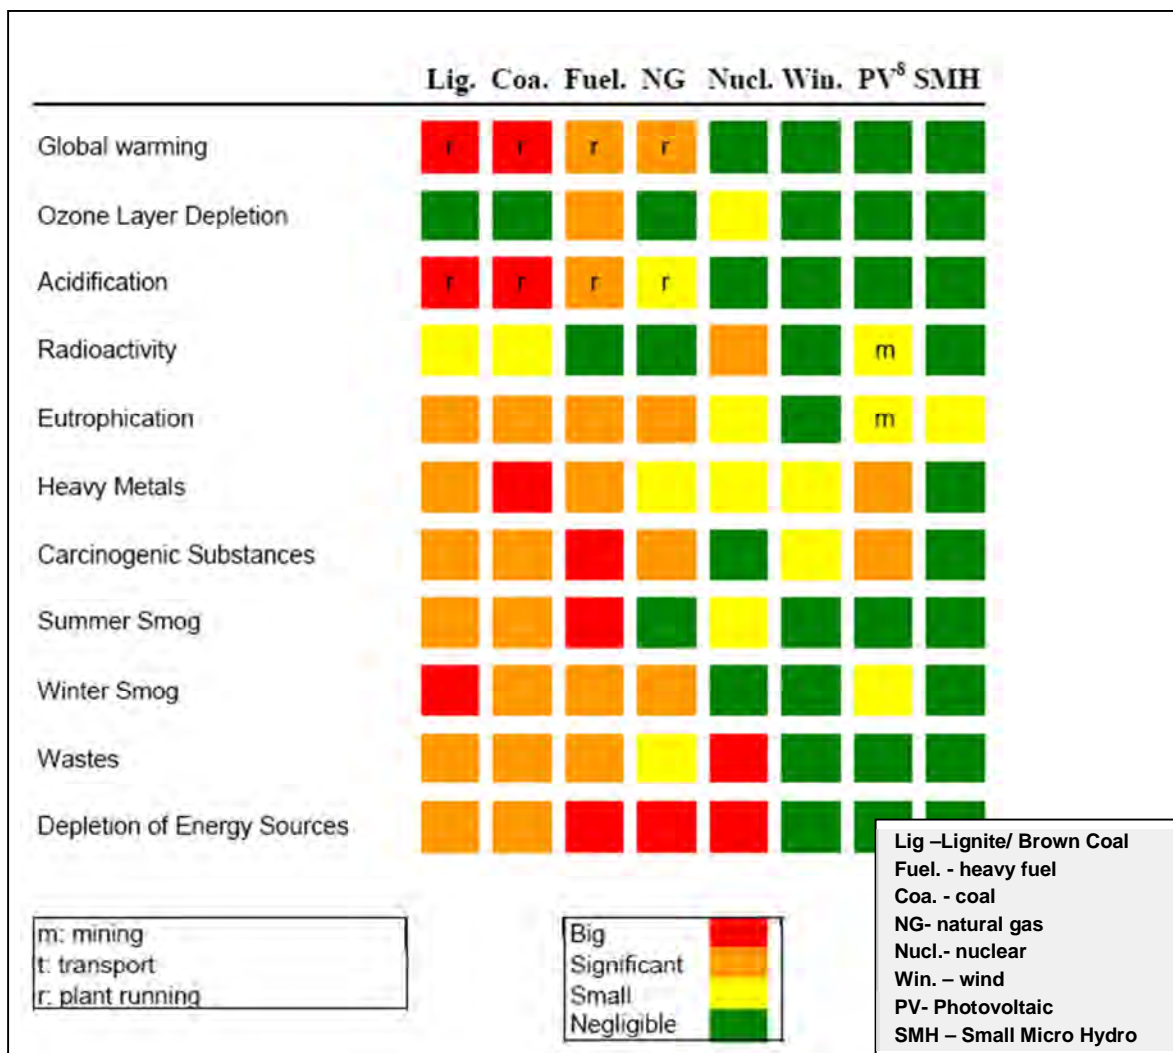 Lig. Coa. Fuel. NG Nucl. Win. PV8 SMH
Global warming r r r r
Ozone Layer Depletion
Acidification r r r r
Radioactivity m
Eutrophication m
Heavy Metals
Carcinogenic Substances
Summer Smog
Winter Smog
Wastes
Depletion of Energy Sources
m: mining
t: transport
r: plant running
Big
Significant
Small
Negligible
Lig –Lignite/ Brown Coal
Fuel. - heavy fuel
Coa. - coal
NG- natural gas
Nucl.- nuclear
Win. – wind
PV- Photovoltaic
SMH – Small Micro Hydro